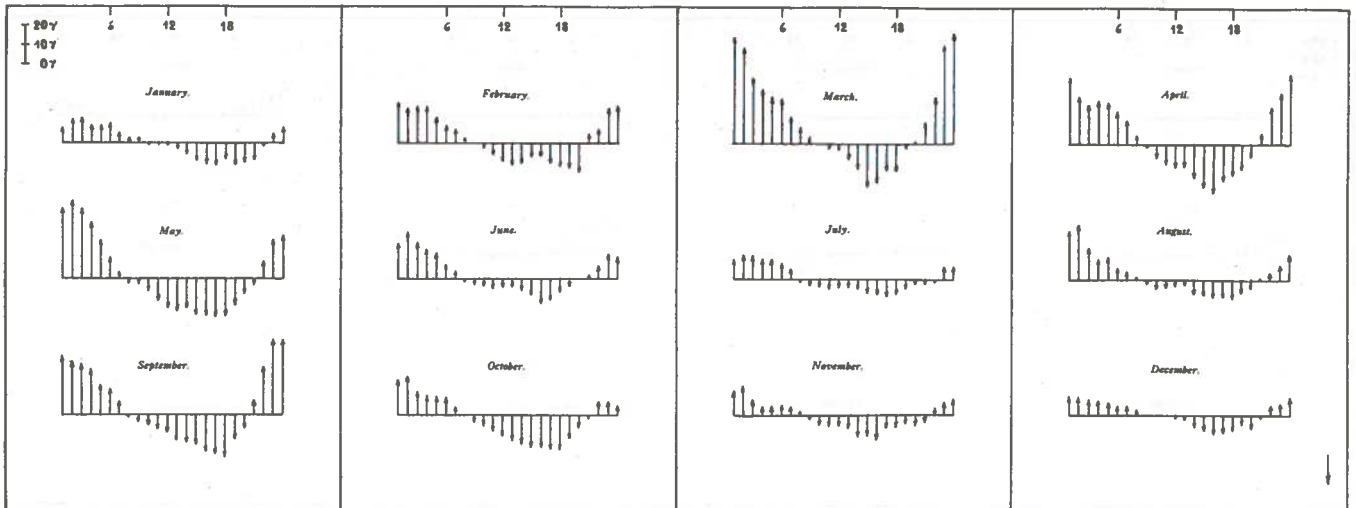 6 12 18 6 12 18 6 12 18 6 12 18
20γ
10γ
0γ
January. February. March. April.
May. June. July. August.
September. October. November. December.